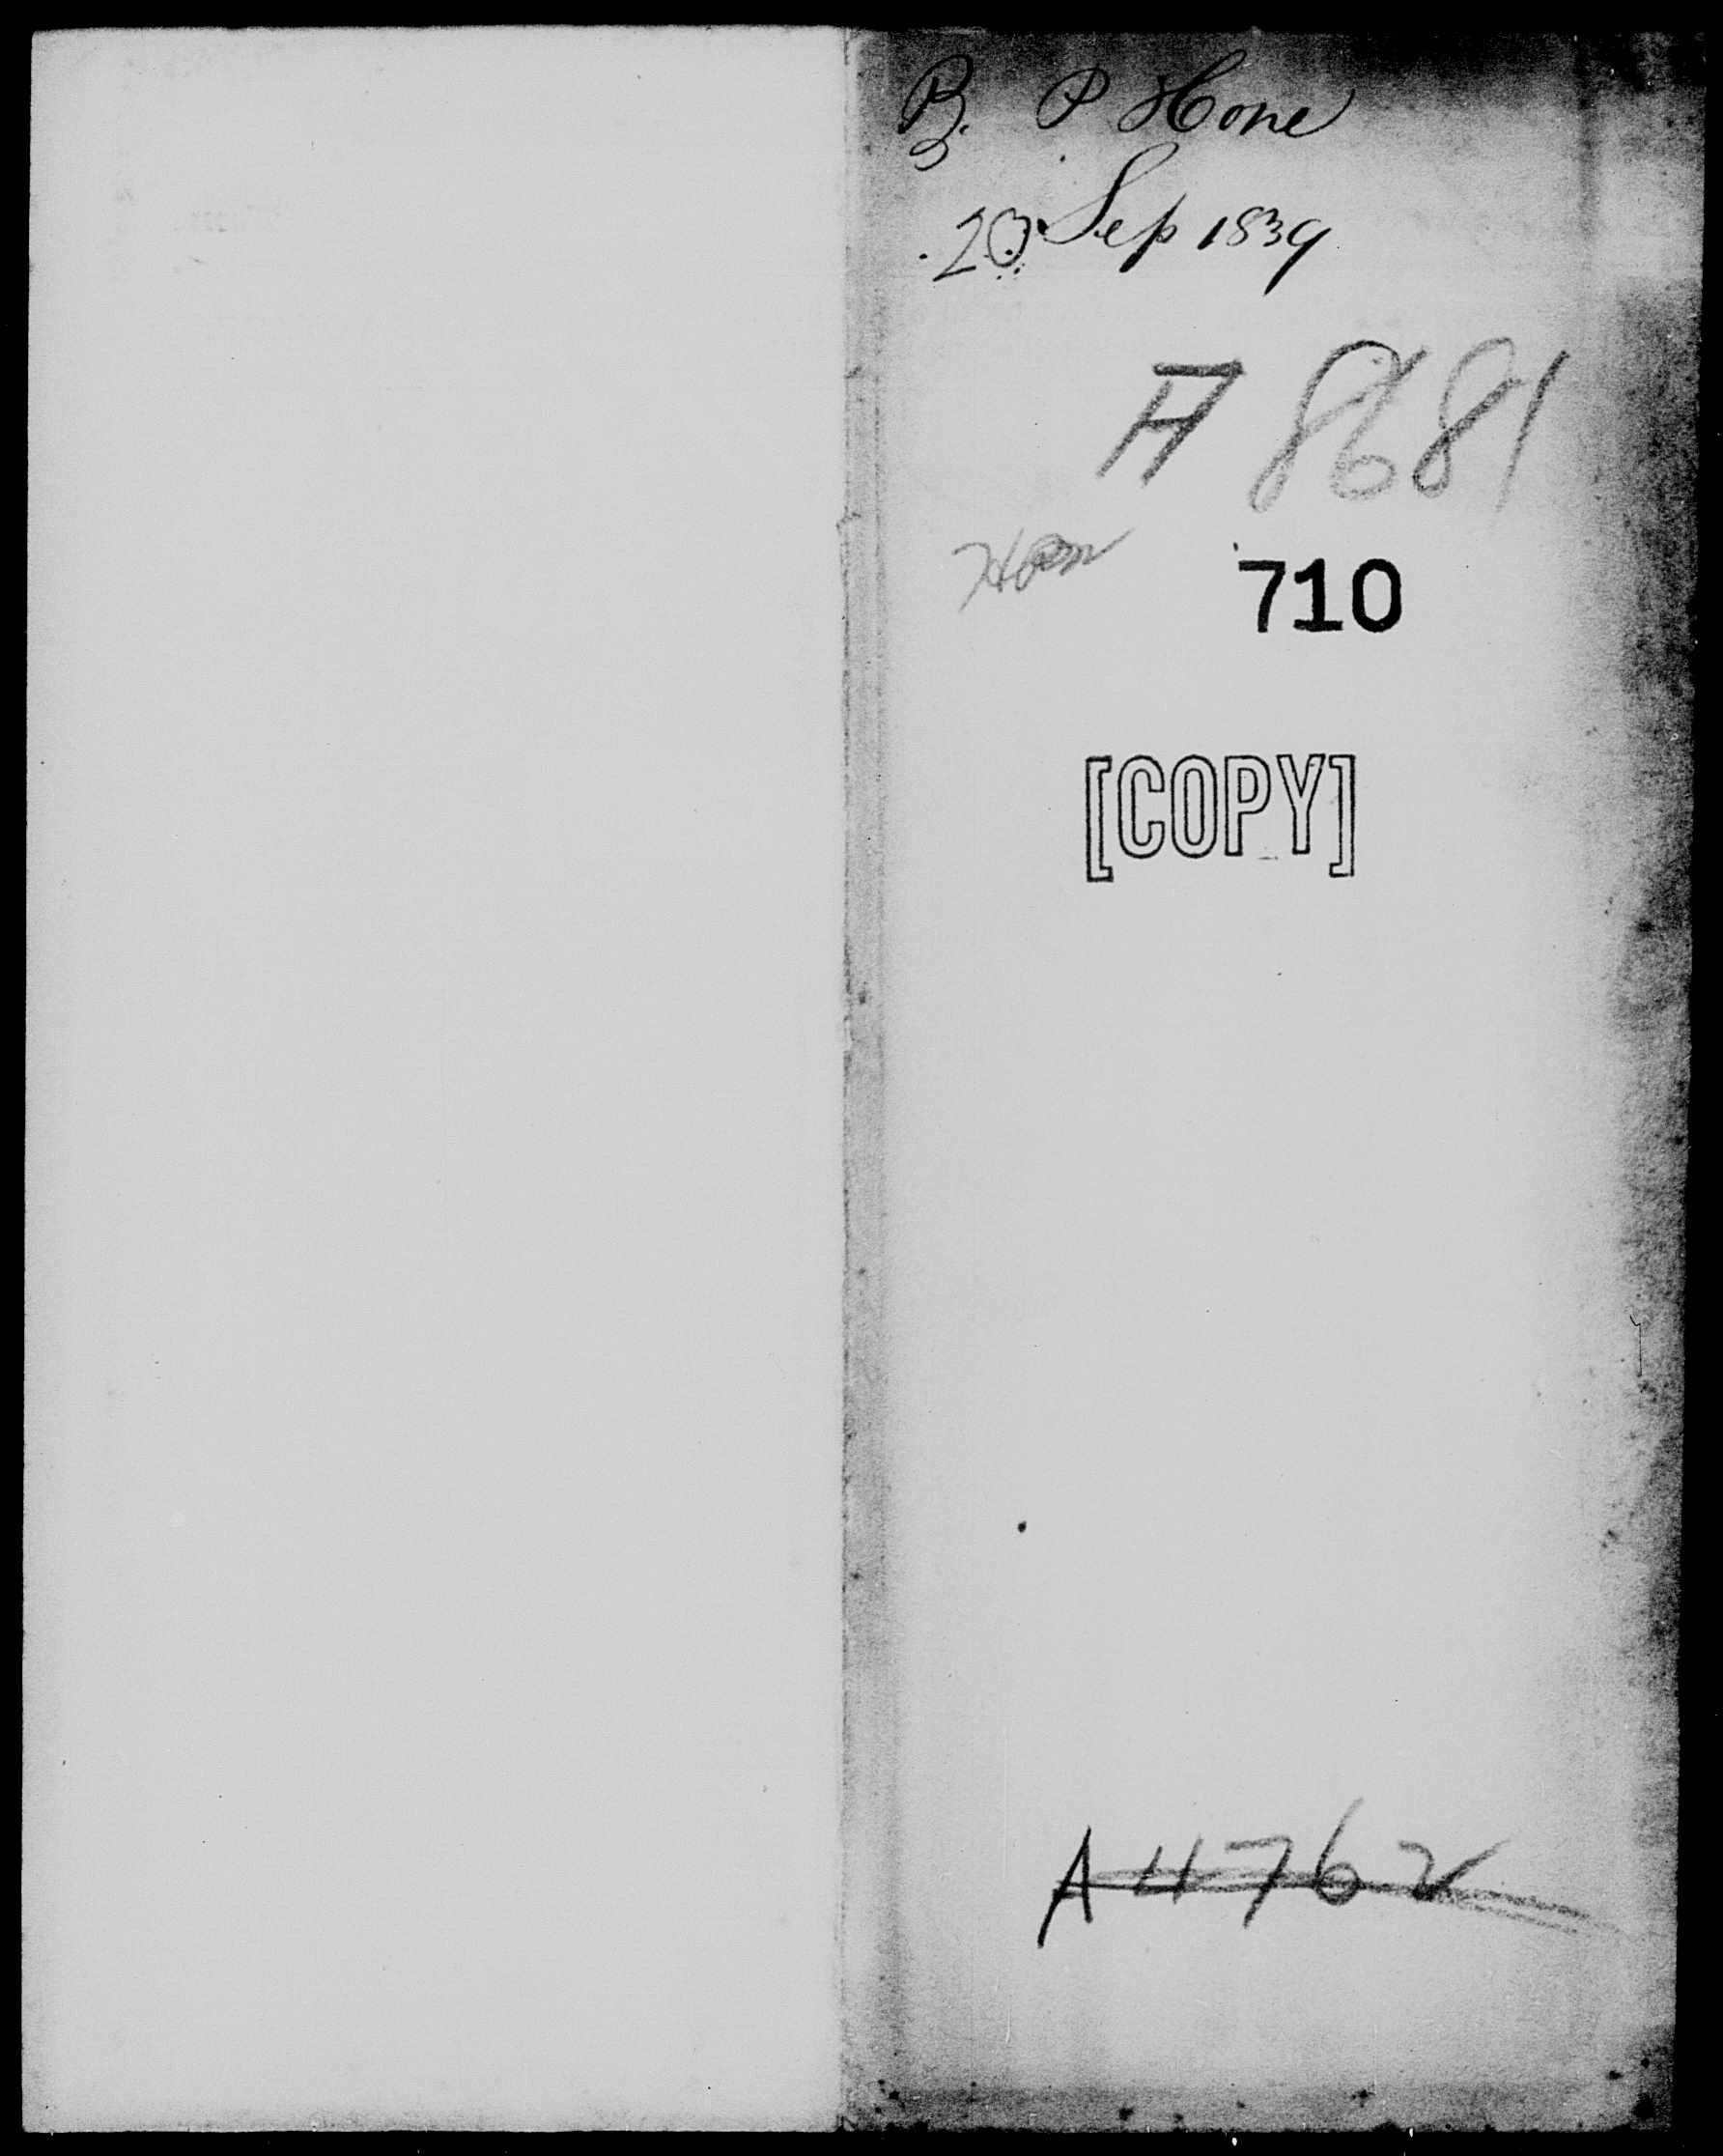 B. P Hone
20 Sep 1839
H 8681
710
[COPY]
A 4762